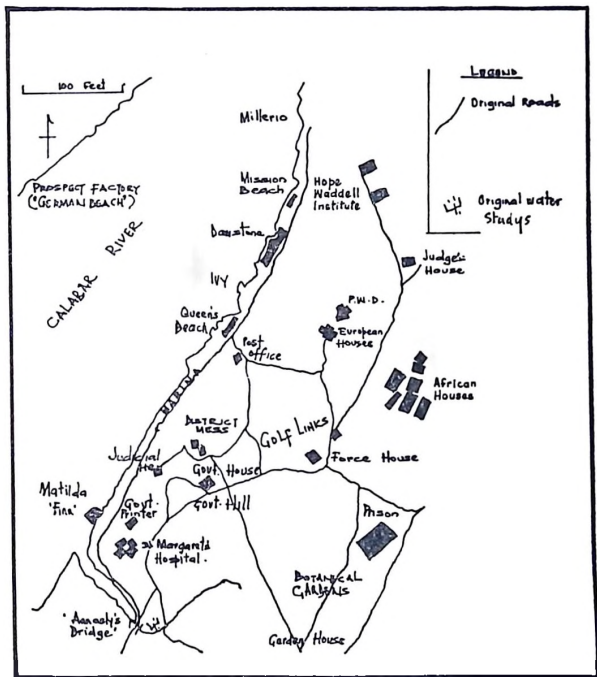 100 Feet
LEGEND
Original Roads
Original water
Studys
PROSPECT FACTORY
("GERMAN BEACH")
CALABAR RIVER
Millerio
Mission
Beach
Hope
Waddell
Institute
IVY
Queen's
Beach
MARINA
Post
Office
Judge's
House
P.W.D.
European
Houses
African
Houses
DISTRICT
MESS
GOLF LINKS
Force House
Judicial
Govt. House
Govt. Hill
Matilda
Govt.
Printer
St Margaret's
Hospital.
Prison
BOTANICAL
GARDENS
Garden House
Bridge'